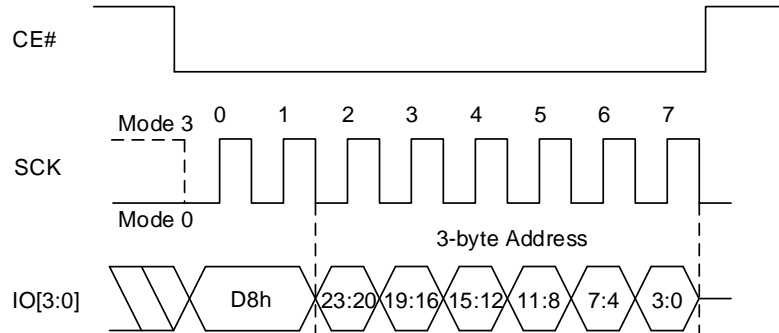 CE#
0 1 2 3 4 5 6 7
Mode 3
SCK
Mode 0
3-byte Address
IO[3:0]
D8h 23:20 19:16 15:12 11:8 7:4 3:0